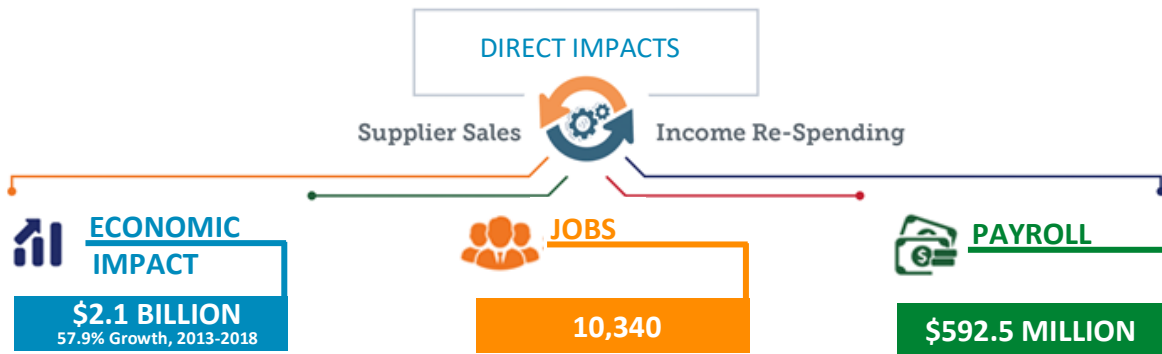 DIRECT IMPACTS
Supplier Sales
Income Re-Spending
ECONOMIC
IMPACT
$2.1 BILLION
57.9% Growth, 2013-2018
JOBS
10,340
PAYROLL
$592.5 MILLION